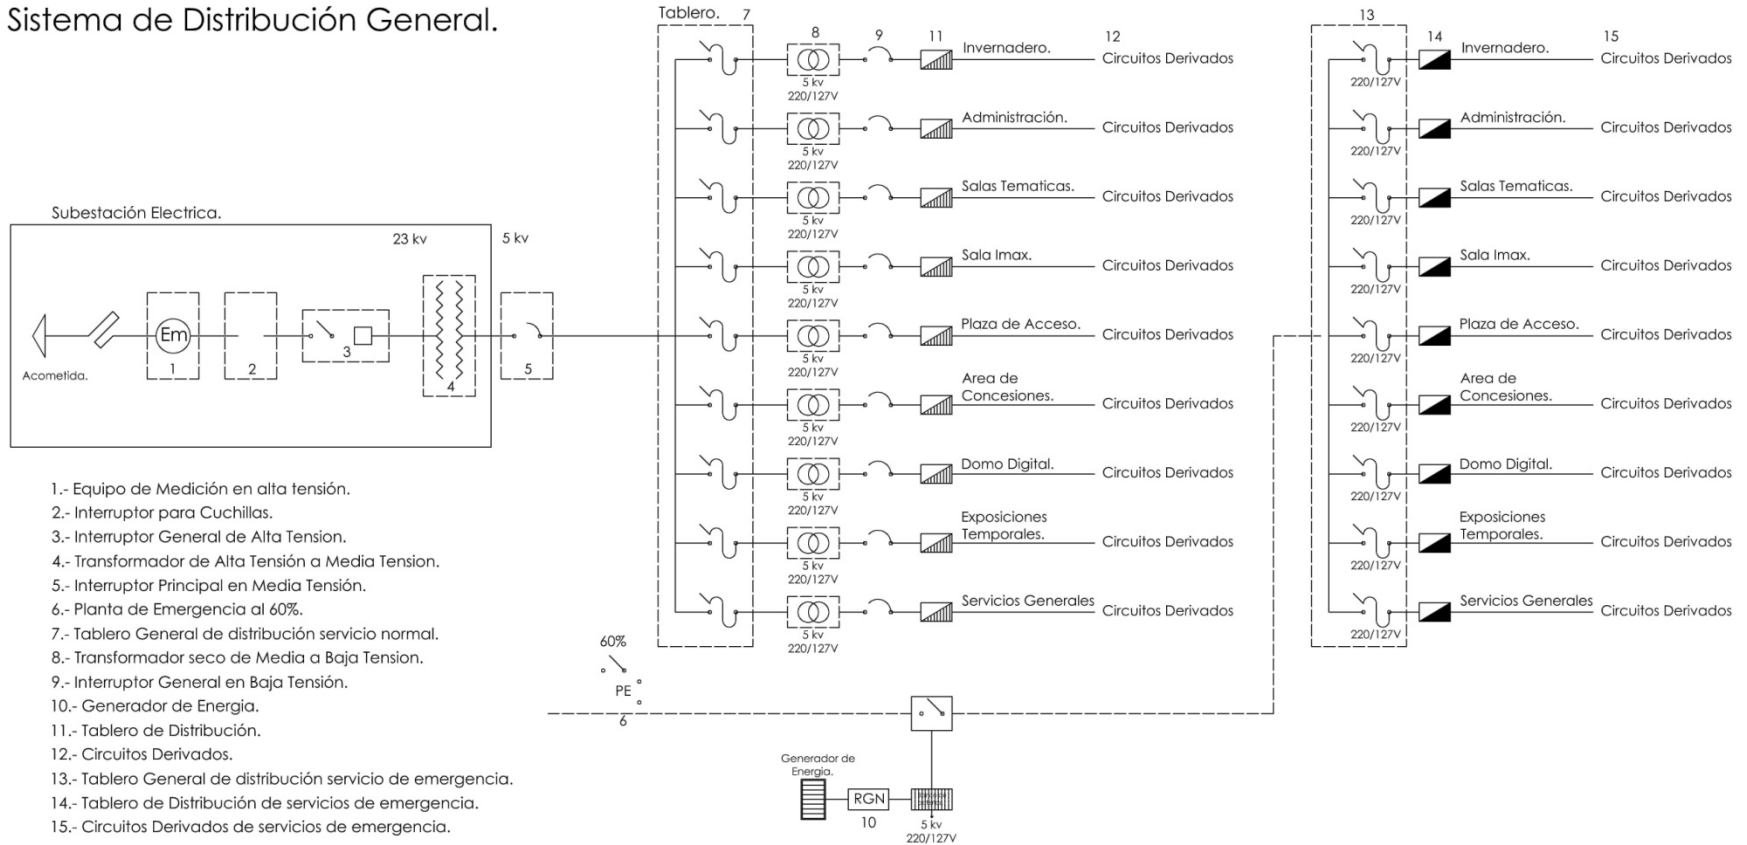 Sistema de Distribución General.
Subestación Electrica.
23 kv
5 kv
Acometida.
Em
1
2
3
4
5
1.- Equipo de Medición en alta tensión.
2.- Interruptor para Cuchillas.
3.- Interruptor General de Alta Tension.
4.- Transformador de Alta Tensión a Media Tension.
5.- Interruptor Principal en Media Tensión.
6.- Planta de Emergencia al 60%.
7.- Tablero General de distribución servicio normal.
8.- Transformador seco de Media a Baja Tension.
9.- Interruptor General en Baja Tensión.
10.- Generador de Energia.
11.- Tablero de Distribución.
12.- Circuitos Derivados.
13.- Tablero General de distribución servicio de emergencia.
14.- Tablero de Distribución de servicios de emergencia.
15.- Circuitos Derivados de servicios de emergencia.
Tablero. 7
8
9
11
12
5 kv
220/127V
Invernadero.
Circuitos Derivados
5 kv
220/127V
Administración.
Circuitos Derivados
5 kv
220/127V
Salas Tematicas.
Circuitos Derivados
5 kv
220/127V
Sala Imax.
Circuitos Derivados
5 kv
220/127V
Plaza de Acceso.
Circuitos Derivados
5 kv
220/127V
Area de
Concesiones.
Circuitos Derivados
5 kv
220/127V
Domo Digital.
Circuitos Derivados
5 kv
220/127V
Exposiciones
Temporales.
Circuitos Derivados
5 kv
220/127V
Servicios Generales
Circuitos Derivados
60%
PE
6
Generador de
Energia.
RGN
10
5 kv
220/127V
13
14
15
220/127V
Invernadero.
Circuitos Derivados
220/127V
Administración.
Circuitos Derivados
220/127V
Salas Tematicas.
Circuitos Derivados
220/127V
Sala Imax.
Circuitos Derivados
220/127V
Plaza de Acceso.
Circuitos Derivados
220/127V
Area de
Concesiones.
Circuitos Derivados
220/127V
Domo Digital.
Circuitos Derivados
220/127V
Exposiciones
Temporales.
Circuitos Derivados
220/127V
Servicios Generales
Circuitos Derivados